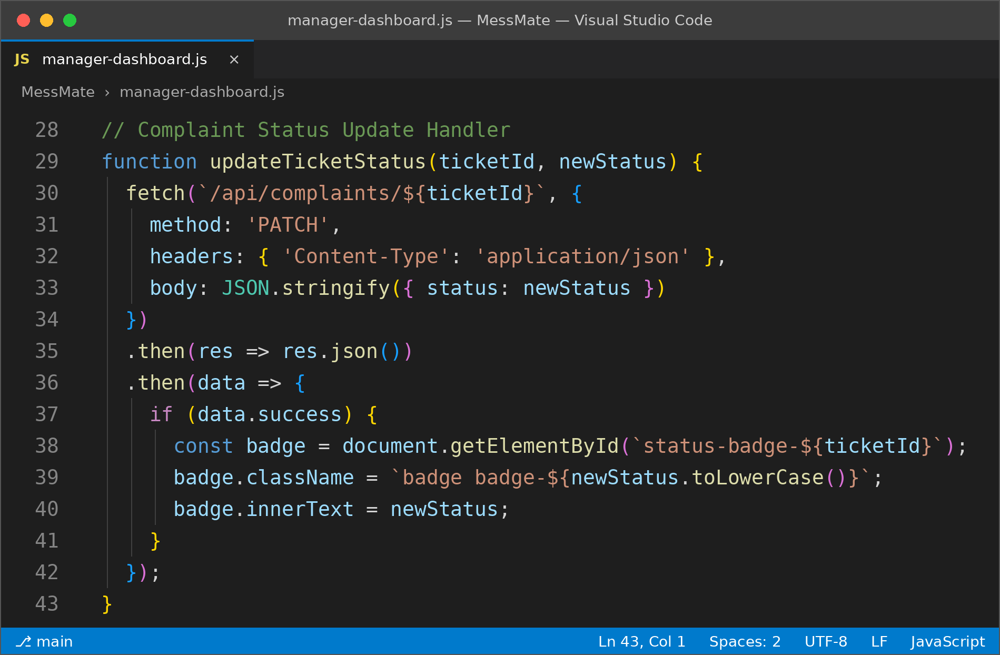 manager-dashboard.js — MessMate — Visual Studio Code
JS manager-dashboard.js ×
MessMate › manager-dashboard.js
28 // Complaint Status Update Handler
29 function updateTicketStatus(ticketId, newStatus) {
30   fetch(`/api/complaints/${ticketId}`, {
31     method: 'PATCH',
32     headers: { 'Content-Type': 'application/json' },
33     body: JSON.stringify({ status: newStatus })
34   })
35   .then(res => res.json())
36   .then(data => {
37     if (data.success) {
38       const badge = document.getElementById(`status-badge-${ticketId}`);
39       badge.className = `badge badge-${newStatus.toLowerCase()}`;
40       badge.innerText = newStatus;
41     }
42   });
43 }
⎇ main Ln 43, Col 1 Spaces: 2 UTF-8 LF JavaScript